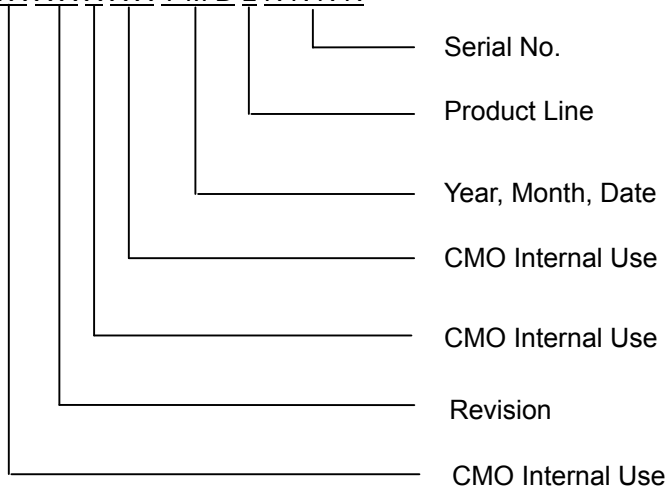 Serial No.
Product Line
Year, Month, Date
CMO Internal Use
CMO Internal Use
Revision
CMO Internal Use